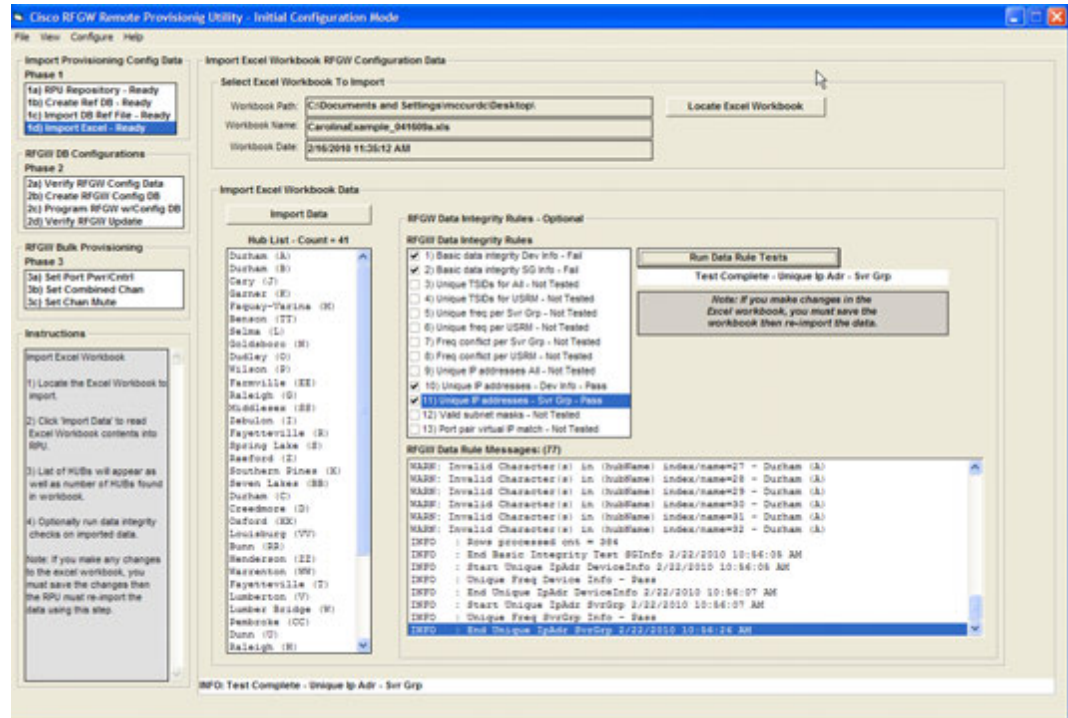 Cisco RFGW Remote Provisionig Utility - Initial Configuration Mode
File View Configure Help
Import Provisioning Config Data
Phase 1
1a) RPU Repository - Ready
1b) Create Ref DB - Ready
1c) Import DB Ref File - Ready
1d) Import Excel - Ready
RFGW DB Configurations
Phase 2
2a) Verify RFGW Config Data
2b) Create RFGW Config DB
2c) Program RFGW w/Config DB
2d) Verify RFGW Update
RFGW Bulk Provisioning
Phase 3
3a) Set Port Pwr/Cntrl
3b) Set Combined Chan
3c) Set Chan Mute
Instructions
Import Excel Workbook
1) Locate the Excel Workbook to
import.
2) Click 'Import Data' to read
Excel Workbook contents into
RPU.
3) List of HUBs will appear as
well as number of HUBs found
in workbook.
4) Optionally run data integrity
checks on imported data.
Note: If you make any changes
to the excel workbook, you
must save the changes then
the RPU must re-import the
data using this step.
Import Excel Workbook RFGW Configuration Data
Select Excel Workbook To Import
Workbook Path: C:\Documents and Settings\mccurdc\Desktop\
Locate Excel Workbook
Workbook Name: CarolinaExample_041609a.xls
Workbook Date: 2/16/2010 11:35:12 AM
Import Excel Workbook Data
Import Data
Hub List - Count = 41
Durham (A)
Durham (B)
Cary (J)
Garner (K)
Fuquay-Varina (H)
Benson (TT)
Selma (L)
Goldsboro (N)
Dudley (O)
Wilson (P)
Farmville (EE)
Raleigh (G)
Middlesex (SS)
Zebulon (I)
Fayetteville (R)
Spring Lake (S)
Raeford (Z)
Southern Pines (X)
Seven Lakes (BB)
Durham (C)
Creedmore (D)
Oxford (XX)
Louisburg (VV)
Bunn (RR)
Henderson (ZZ)
Warrenton (WW)
Fayetteville (T)
Lumberton (V)
Lumber Bridge (W)
Pembroke (CC)
Dunn (U)
Raleigh (H)
RFGW Data Integrity Rules - Optional
RFGW Data Integrity Rules
1) Basic data integrity Dev Info - Fail
2) Basic data integrity SG Info - Fail
3) Unique TSIDs for All - Not Tested
4) Unique TSIDs for USRM - Not Tested
5) Unique freq per Svr Grp - Not Tested
6) Unique freq per USRM - Not Tested
7) Freq conflict per Svr Grp - Not Tested
8) Freq conflict per USRM - Not Tested
9) Unique IP addresses All - Not Tested
10) Unique IP addresses - Dev Info - Pass
11) Unique IP addresses - Svr Grp - Pass
12) Valid subnet masks - Not Tested
13) Port pair virtual IP match - Not Tested
Run Data Rule Tests
Test Complete - Unique Ip Adr - Svr Grp
Note: If you make changes in the
Excel workbook, you must save the
workbook then re-import the data.
RFGW Data Rule Messages: (77)
WARN: Invalid Character(s) in (hubName) index/name=27 - Durham (A)
WARN: Invalid Character(s) in (hubName) index/name=28 - Durham (A)
WARN: Invalid Character(s) in (hubName) index/name=29 - Durham (A)
WARN: Invalid Character(s) in (hubName) index/name=30 - Durham (A)
WARN: Invalid Character(s) in (hubName) index/name=31 - Durham (A)
WARN: Invalid Character(s) in (hubName) index/name=32 - Durham (A)
INFO : Rows processed cnt = 384
INFO : End Basic Integrity Test SGInfo 2/22/2010 10:56:05 AM
INFO : Start Unique IpAdr DeviceInfo 2/22/2010 10:56:05 AM
INFO : Unique Freq Device Info - Pass
INFO : End Unique IpAdr DeviceInfo 2/22/2010 10:56:07 AM
INFO : Start Unique IpAdr SvrGrp 2/22/2010 10:56:07 AM
INFO : Unique Freq SvrGrp Info - Pass
INFO : End Unique IpAdr SvrGrp 2/22/2010 10:56:26 AM
INFO: Test Complete - Unique Ip Adr - Svr Grp